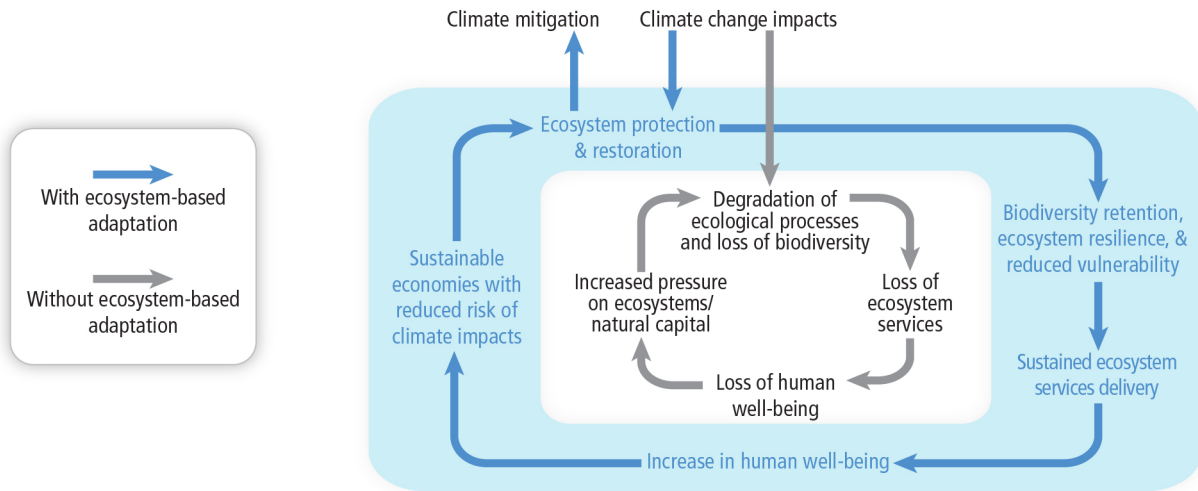 Climate mitigation
Climate change impacts
With ecosystem-based
adaptation
Without ecosystem-based
adaptation
Ecosystem protection
& restoration
Biodiversity retention,
ecosystem resilience, &
reduced vulnerability
Sustained ecosystem
services delivery
Increase in human well-being
Sustainable
economies with
reduced risk of
climate impacts
Degradation of
ecological processes
and loss of biodiversity
Loss of
ecosystem
services
Loss of human
well-being
Increased pressure
on ecosystems/
natural capital